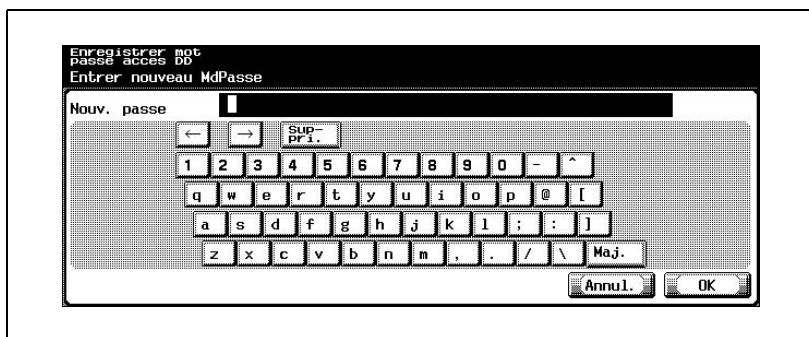 Enregistrer mot
passe acces DD
Entrer nouveau MdPasse
Nouv. passe
← → Sup-
pri.
1 2 3 4 5 6 7 8 9 0 - ^
q w e r t y u i o p @ [
a s d f g h j k l ; : ]
z x c v b n m , . / \ Maj.
Annul. OK